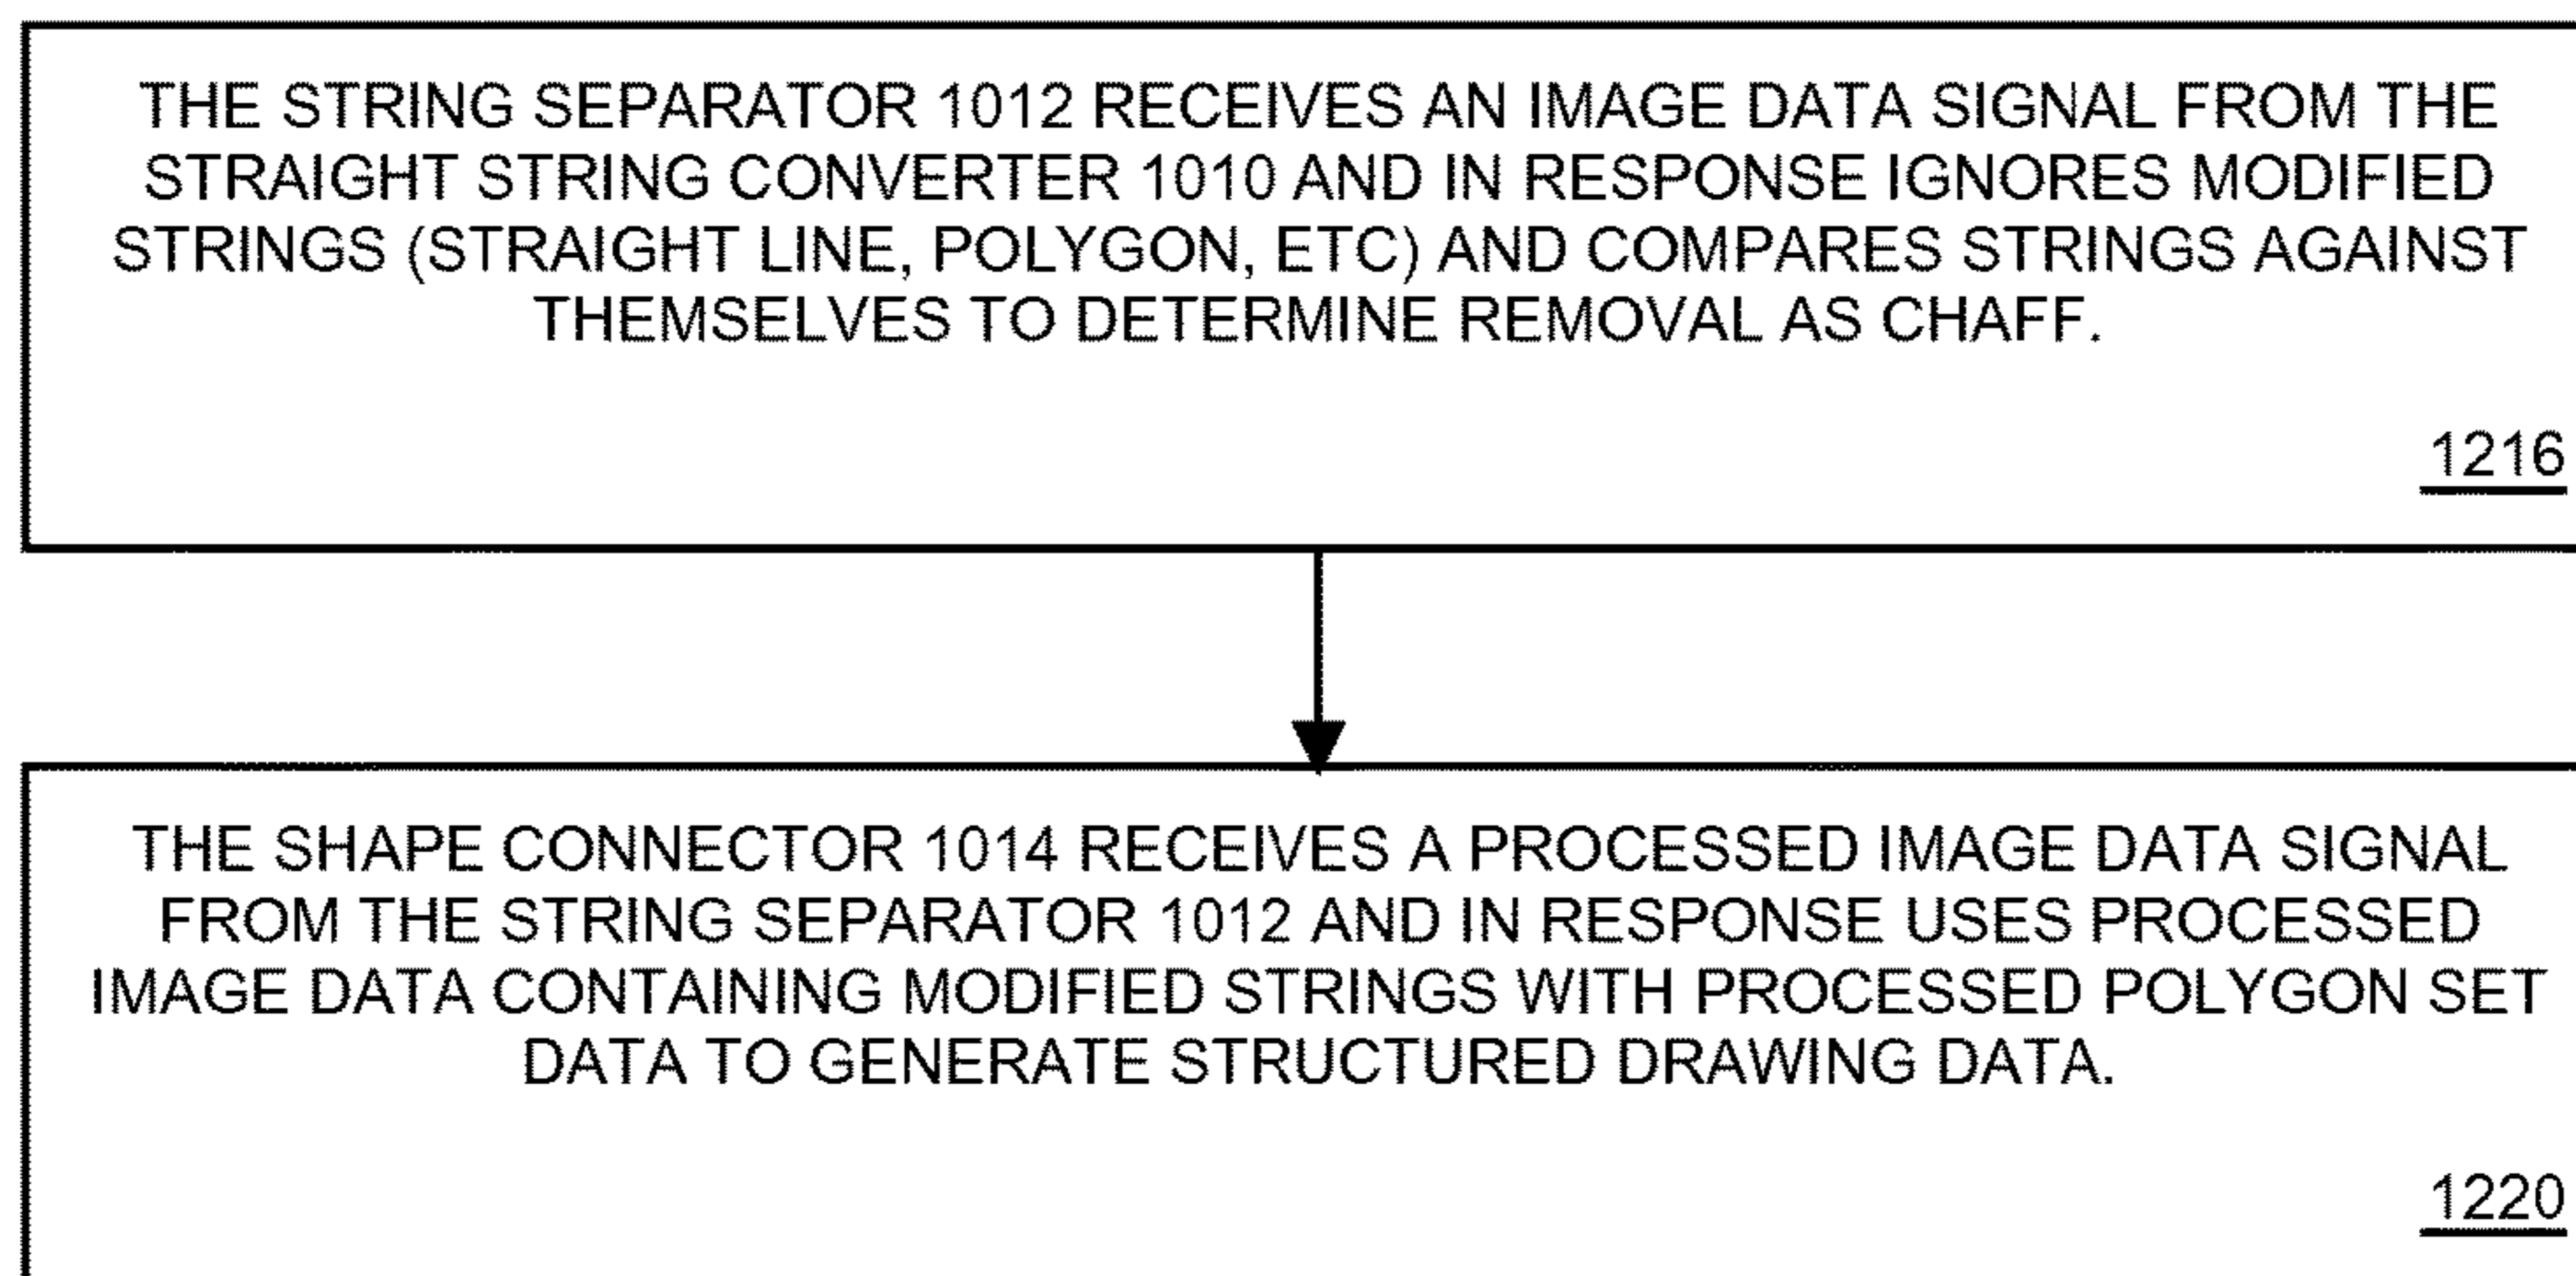 THE STRING SEPARATOR 1012 RECEIVES AN IMAGE DATA SIGNAL FROM THE
STRAIGHT STRING CONVERTER 1010 AND IN RESPONSE IGNORES MODIFIED
STRINGS (STRAIGHT LINE, POLYGON, ETC) AND COMPARES STRINGS AGAINST
THEMSELVES TO DETERMINE REMOVAL AS CHAFF.
1216
THE SHAPE CONNECTOR 1014 RECEIVES A PROCESSED IMAGE DATA SIGNAL
FROM THE STRING SEPARATOR 1012 AND IN RESPONSE USES PROCESSED
IMAGE DATA CONTAINING MODIFIED STRINGS WITH PROCESSED POLYGON SET
DATA TO GENERATE STRUCTURED DRAWING DATA.
1220